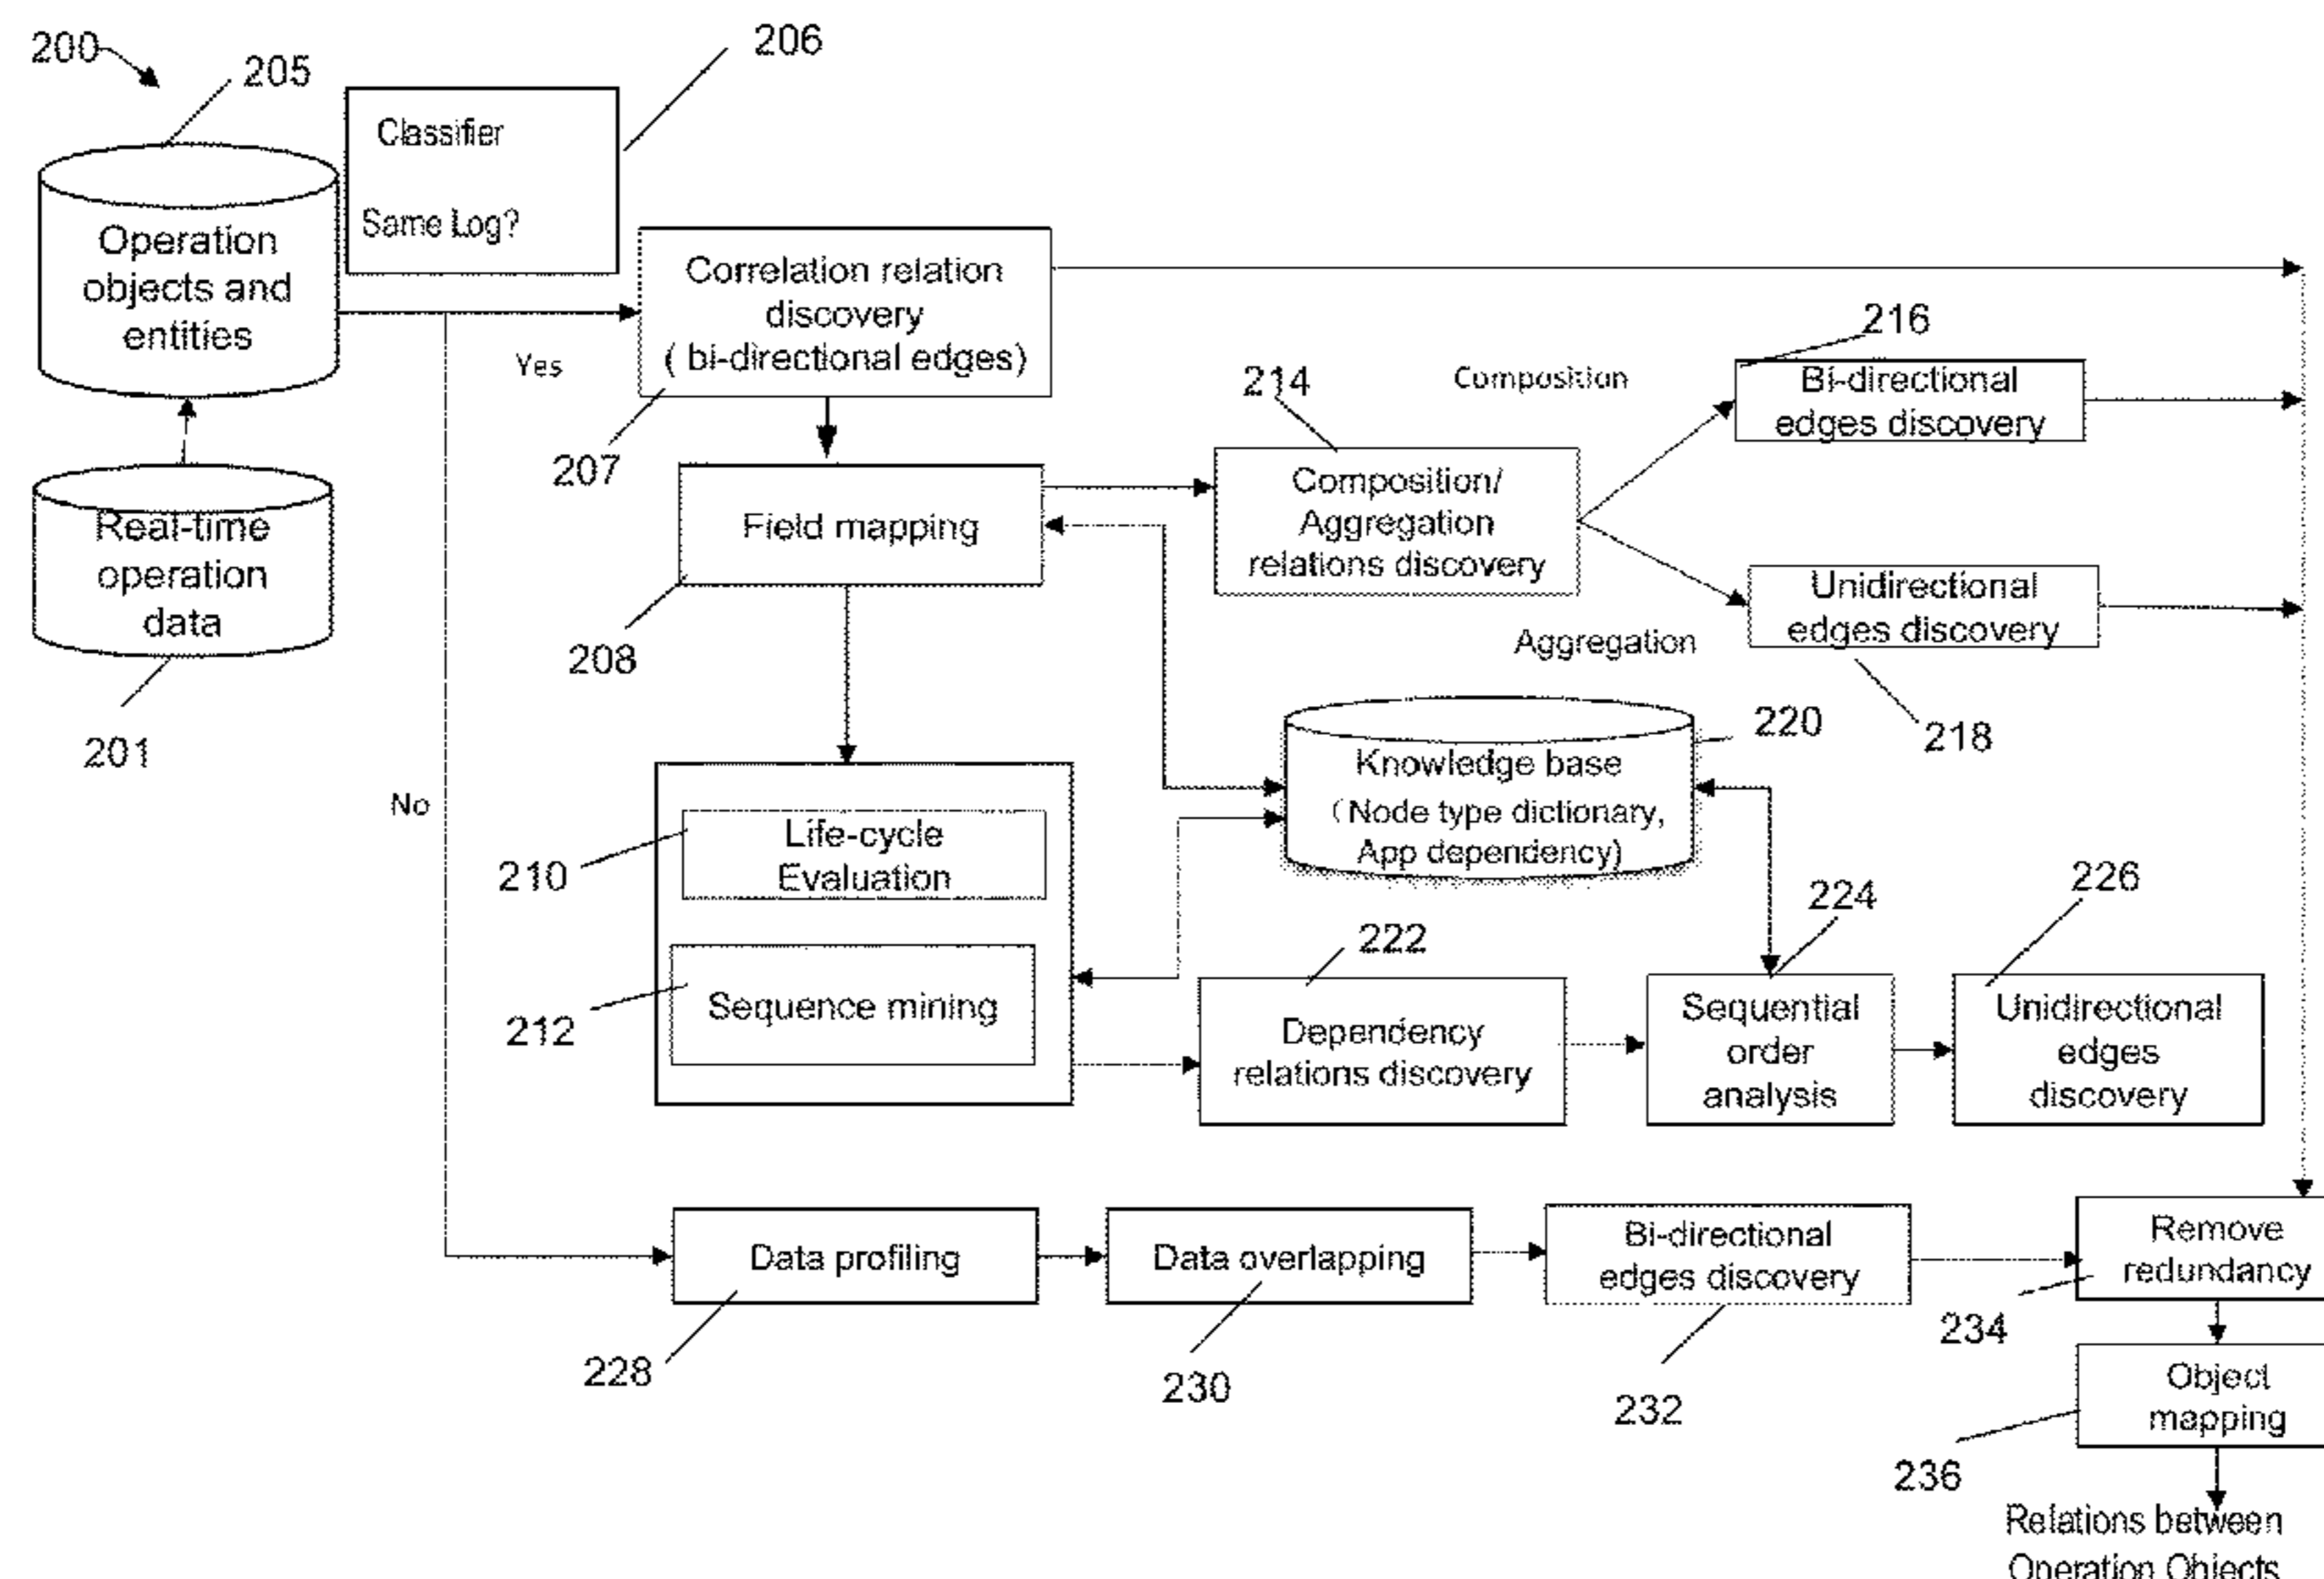 200
205
206
Classifier
Same Log?
Operation
objects and
entities
Correlation relation
discovery
( bi-directional edges)
Yes
207
216
Bi-directional
edges discovery
214
Composition
Composition/
Aggregation
relations discovery
Field mapping
208
Real-time
operation
data
201
Unidirectional
edges discovery
Aggregation
218
220
Knowledge base
(Node type dictionary,
App dependency)
No
Life-cycle
Evaluation
210
Sequence mining
212
222
Dependency
relations discovery
224
Sequential
order
analysis
226
Unidirectional
edges
discovery
Data profiling
228
Data overlapping
230
Bi-directional
edges discovery
232
Remove
redundancy
234
Object
mapping
236
Relations between
Operation Objects